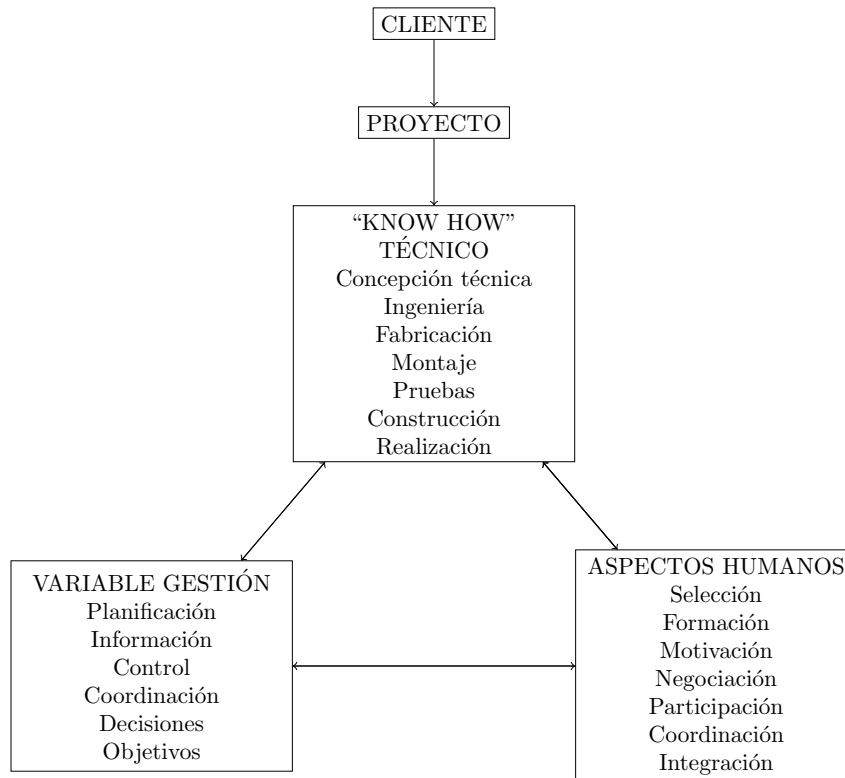 CLIENTE
PROYECTO
“KNOW HOW”
TÉCNICO
Concepción técnica
Ingeniería
Fabricación
Montaje
Pruebas
Construcción
Realización
VARIABLE GESTIÓN
Planificación
Información
Control
Coordinación
Decisiones
Objetivos
ASPECTOS HUMANOS
Selección
Formación
Motivación
Negociación
Participación
Coordinación
Integración